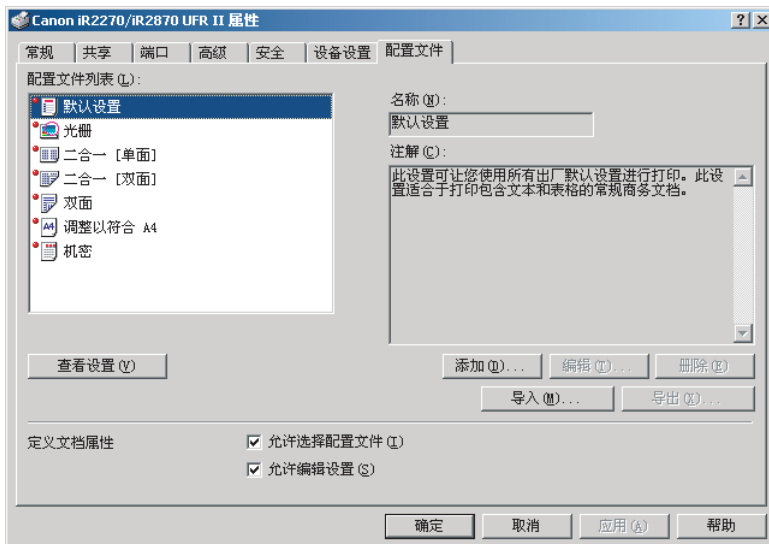 Canon iR2270/iR2870 UFR II 属性
常规 共享 端口 高级 安全 设备设置 配置文件
配置文件列表(L):
默认设置
光栅
二合一 [单面]
二合一 [双面]
双面
A4 调整以符合 A4
机密
名称(N):
默认设置
注解(C):
此设置可让您使用所有出厂默认设置进行打印。此设
置适合于打印包含文本和表格的常规商务文档。
查看设置(V)
添加(D)... 编辑(T)... 删除(E)
导入(M)... 导出(X)...
定义文档属性
允许选择配置文件(I)
允许编辑设置(S)
确定 取消 应用(A) 帮助